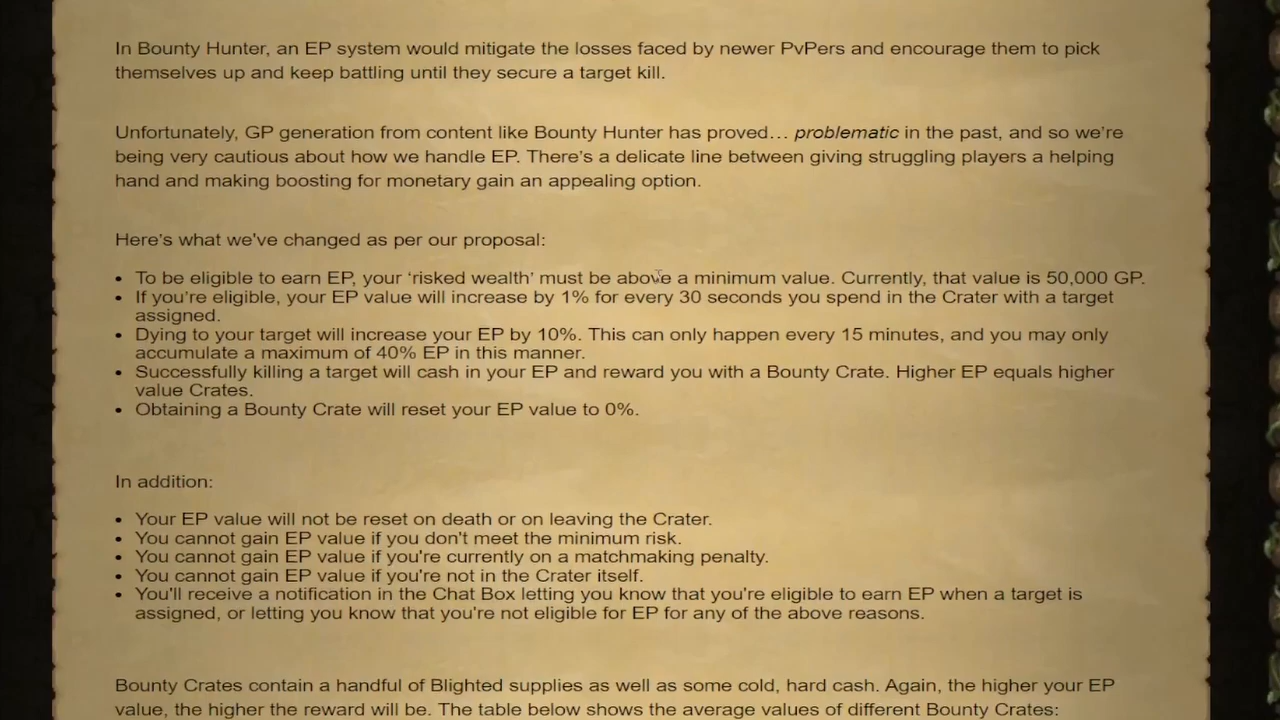 In Bounty Hunter, an EP system would mitigate the losses faced by newer PvPers and encourage them to pick
themselves up and keep battling until they secure a target kill.
Unfortunately, GP generation from content like Bounty Hunter has proved... problematic in the past, and so we're
being very cautious about how we handle EP. There's a delicate line between giving struggling players a helping
hand and making boosting for monetary gain an appealing option.
Here's what we've changed as per our proposal:
• To be eligible to earn EP, your ‘risked wealth’ must be above a minimum value. Currently, that value is 50,000 GP.
• If you're eligible, your EP value will increase by 1% for every 30 seconds you spend in the Crater with a target
assigned.
• Dying to your target will increase your EP by 10%. This can only happen every 15 minutes, and you may only
accumulate a maximum of 40% EP in this manner.
• Successfully killing a target will cash in your EP and reward you with a Bounty Crate. Higher EP equals higher
value Crates.
• Obtaining a Bounty Crate will reset your EP value to 0%.
In addition:
• Your EP value will not be reset on death or on leaving the Crater.
• You cannot gain EP value if you don't meet the minimum risk.
• You cannot gain EP value if you're currently on a matchmaking penalty.
• You cannot gain EP value if you're not in the Crater itself.
• You'll receive a notification in the Chat Box letting you know that you're eligible to earn EP when a target is
assigned, or letting you know that you're not eligible for EP for any of the above reasons.
Bounty Crates contain a handful of Blighted supplies as well as some cold, hard cash. Again, the higher your EP
value, the higher the reward will be. The table below shows the average values of different Bounty Crates: